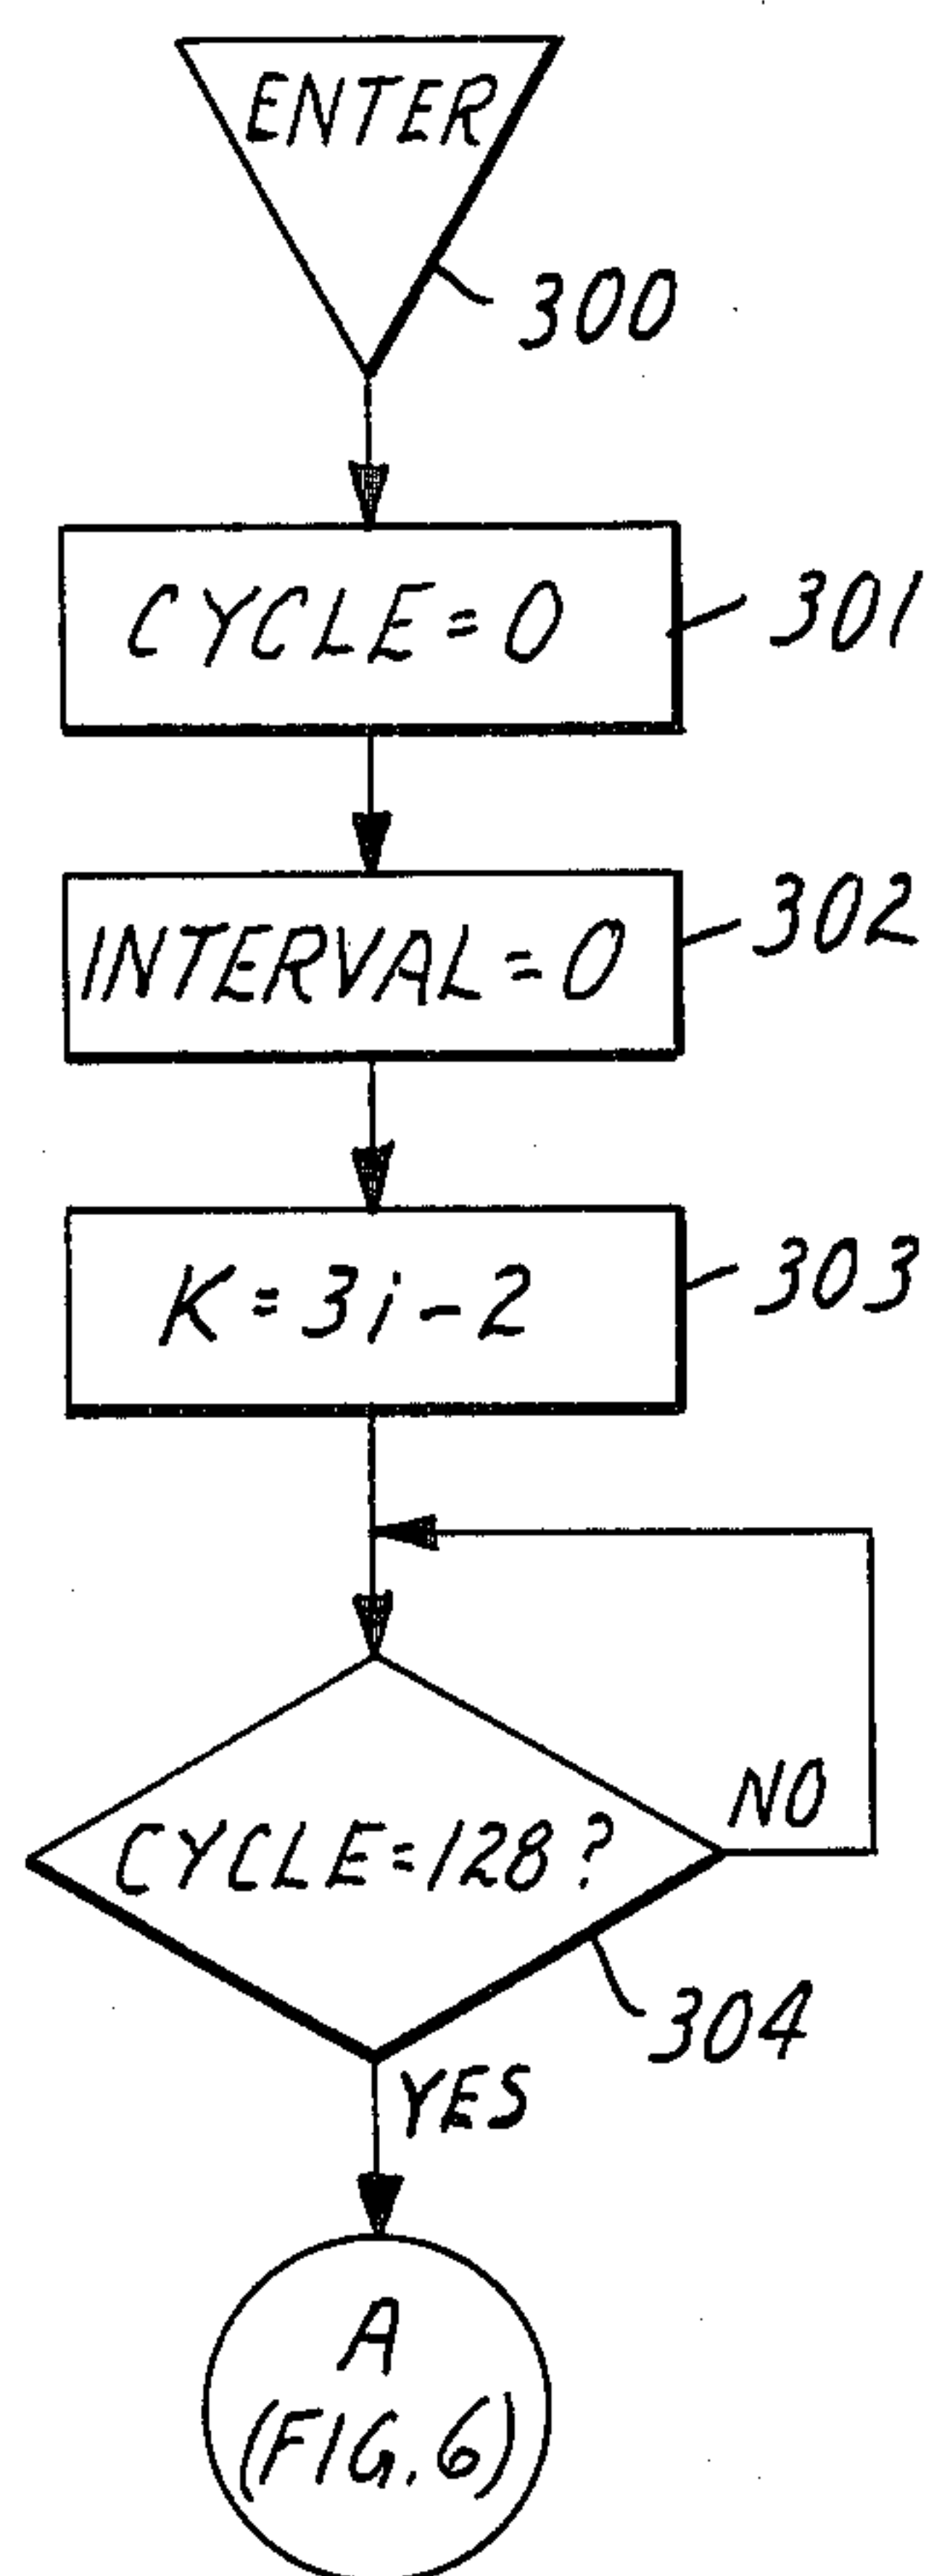 ENTER
300
CYCLE = 0
301
INTERVAL = 0
302
K = 3i - 2
303
CYCLE = 128 ?
NO
304
YES
A
(FIG. 6)